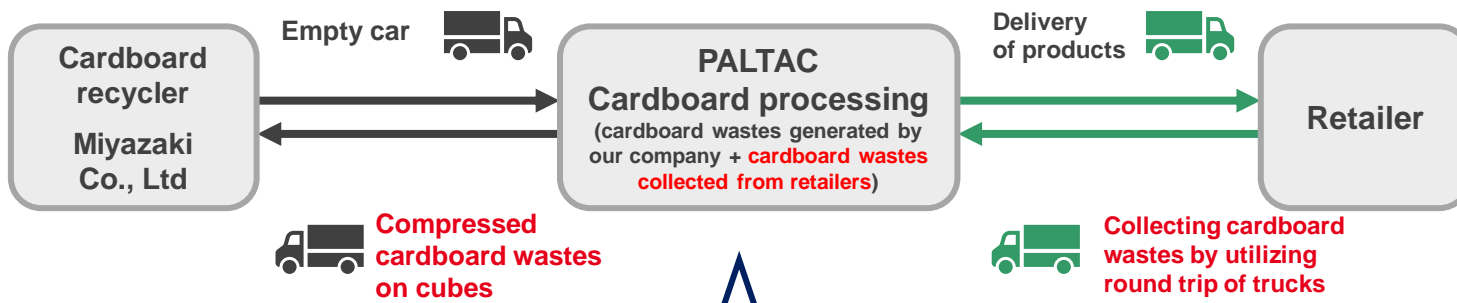 Cardboard
recycler
Miyazaki
Co., Ltd
Empty car
PALTAC
Cardboard processing
(cardboard wastes generated by
our company + cardboard wastes
collected from retailers)
Delivery
of products
Retailer
Compressed
cardboard wastes
on cubes
Collecting cardboard
wastes by utilizing
round trip of trucks